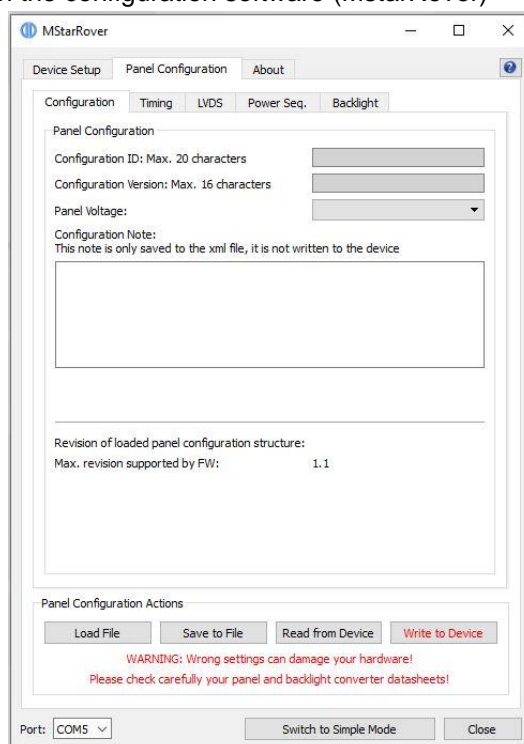 MStarRover
Device Setup Panel Configuration About
Configuration Timing LVDS Power Seq. Backlight
Panel Configuration
Configuration ID: Max. 20 characters
Configuration Version: Max. 16 characters
Panel Voltage:
Configuration Note:
This note is only saved to the xml file, it is not written to the device
Revision of loaded panel configuration structure:
Max. revision supported by FW: 1.1
Panel Configuration Actions
Load File Save to File Read from Device Write to Device
WARNING: Wrong settings can damage your hardware!
Please check carefully your panel and backlight converter datasheets!
Port: COM5 Switch to Simple Mode Close